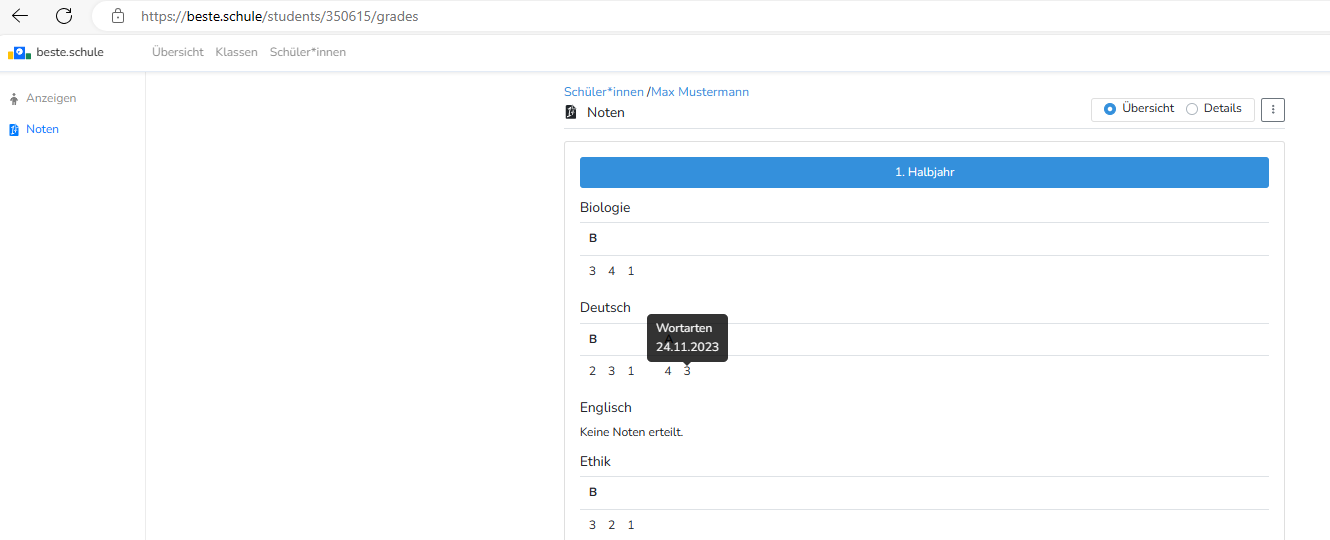 https://beste.schule/students/350615/grades
beste.schule Übersicht Klassen Schüler*innen
Anzeigen
Noten
Schüler*innen /Max Mustermann
Noten
Übersicht Details
1. Halbjahr
Biologie
B
3 4 1
Deutsch
Wortarten
24.11.2023
B
2 3 1 4 3
Englisch
Keine Noten erteilt.
Ethik
B
3 2 1